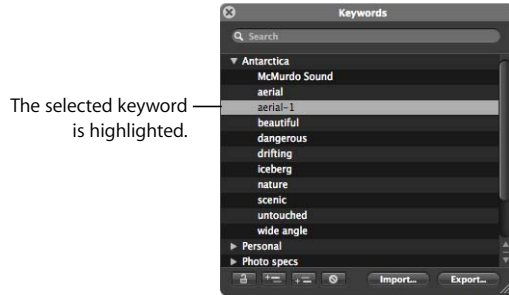 Keywords
Search
Antarctica
McMurdo Sound
aerial
The selected keyword
is highlighted.
aerial-1
beautiful
dangerous
drifting
iceberg
nature
scenic
untouched
wide angle
Personal
Photo specs
Import...
Export...